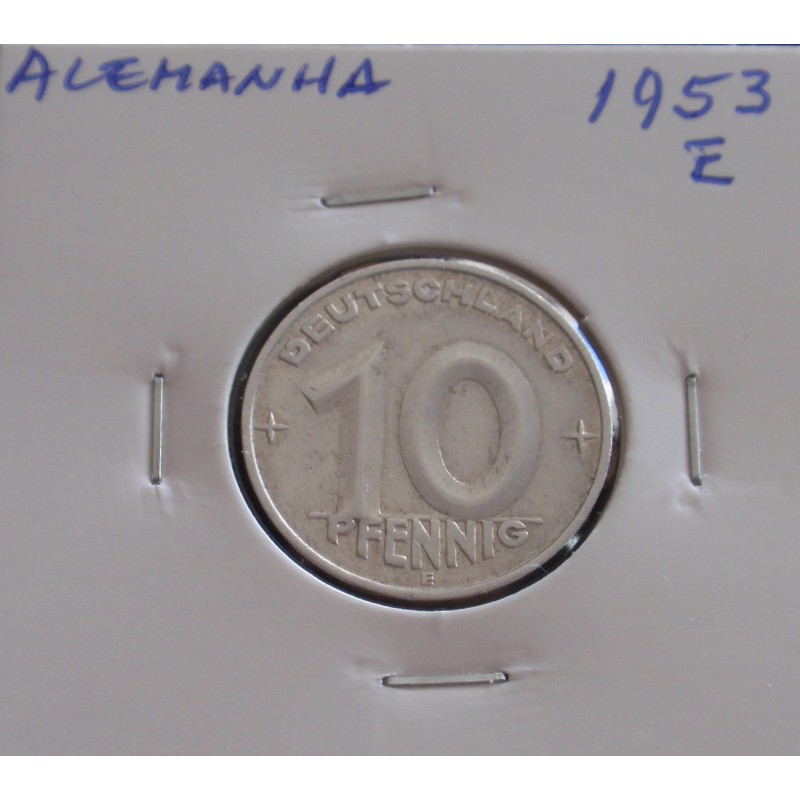 ALEMANHA 1953
E
DEUTSCHLAND
10
PFENNIG
E